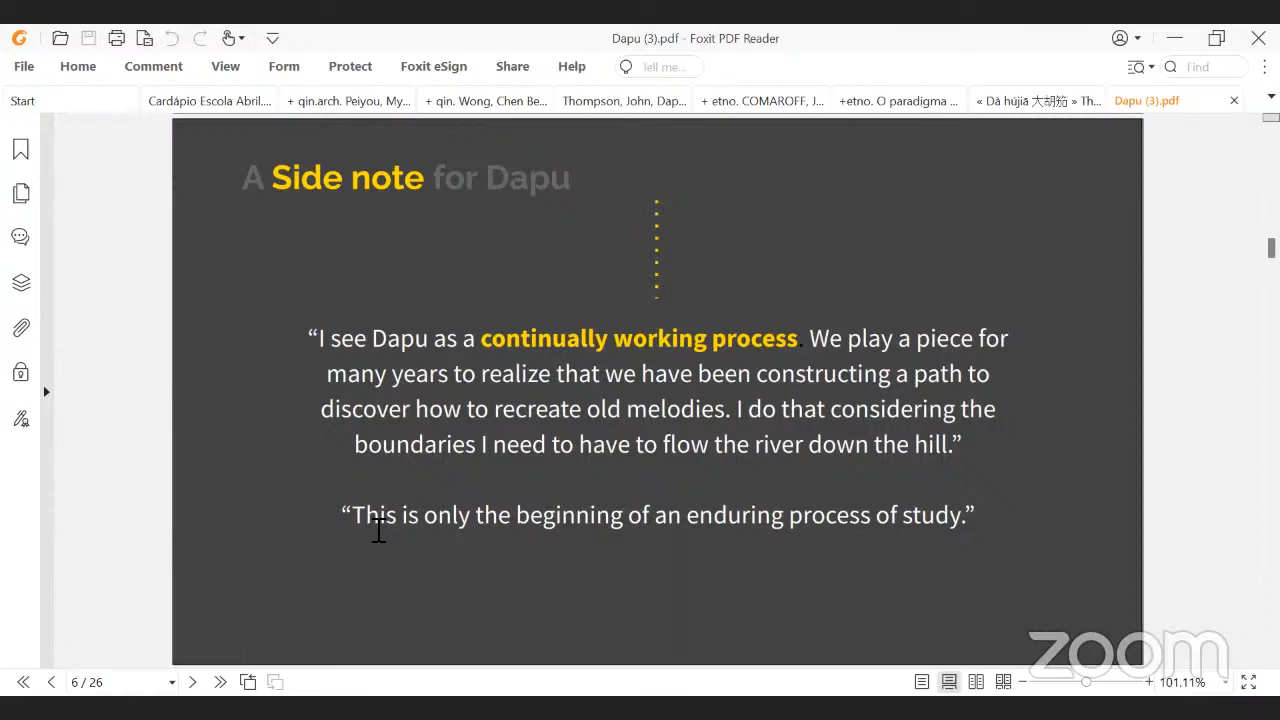 Dapu (3).pdf - Foxit PDF Reader
File Home Comment View Form Protect Foxit eSign Share Help Tell me... Find
Start Cardápio Escola Abril.... + qin.arch. Peiyou, My... + qin. Wong, Chen Be... Thompson, John, Dap... + etno. COMAROFF, J... +etno. O paradigma ... « Dà hújiā 大胡笳 » Th... Dapu (3).pdf
A Side note for Dapu
“I see Dapu as a continually working process. We play a piece for
many years to realize that we have been constructing a path to
discover how to recreate old melodies. I do that considering the
boundaries I need to have to flow the river down the hill.”
“This is only the beginning of an enduring process of study.”
zoom
6 / 26 101.11%